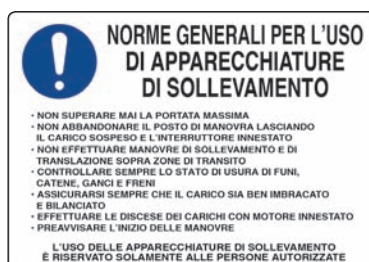 NORME GENERALI PER L'USO
DI APPARECCHIATURE
DI SOLLEVAMENTO
• NON SUPERARE MAI LA PORTATA MASSIMA
• NON ABBANDONARE IL POSTO DI MANOVRA LASCIANDO
IL CARICO SOSPESO E L'INTERRUTTORE INNESTATO
• NON EFFETTUARE MANOVRE DI SOLLEVAMENTO E DI
TRANSLAZIONE SOPRA ZONE DI TRANSITO
• CONTROLLARE SEMPRE LO STATO DI USURA DI FUNI,
CATENE, GANCI E FRENI
• ASSICURARSI SEMPRE CHE IL CARICO SIA BEN IMBRACATO
E BILANCIATO
• EFFETTUARE LE DISCESE DEI CARICHI CON MOTORE INNESTATO
• PREAVVISARE L'INIZIO DELLE MANOVRE
L'USO DELLE APPARECCHIATURE DI SOLLEVAMENTO
È RISERVATO SOLAMENTE ALLE PERSONE AUTORIZZATE